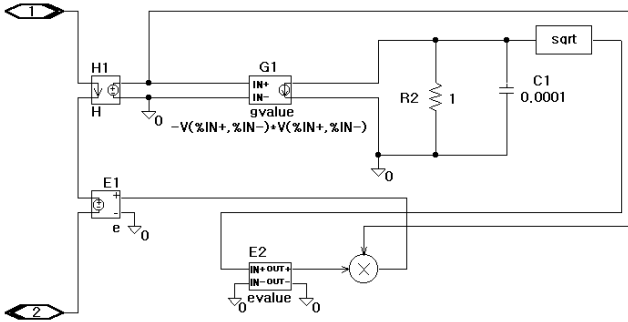 1
sqrt
H1
G1
IN+
IN-
H
0
gvalue
-V(%IN+,%IN-)*V(%IN+,%IN-)
R2
1
C1
0.0001
0
E1
+
-
e
0
E2
IN+ OUT+
IN- OUT-
0
evalue
0
2